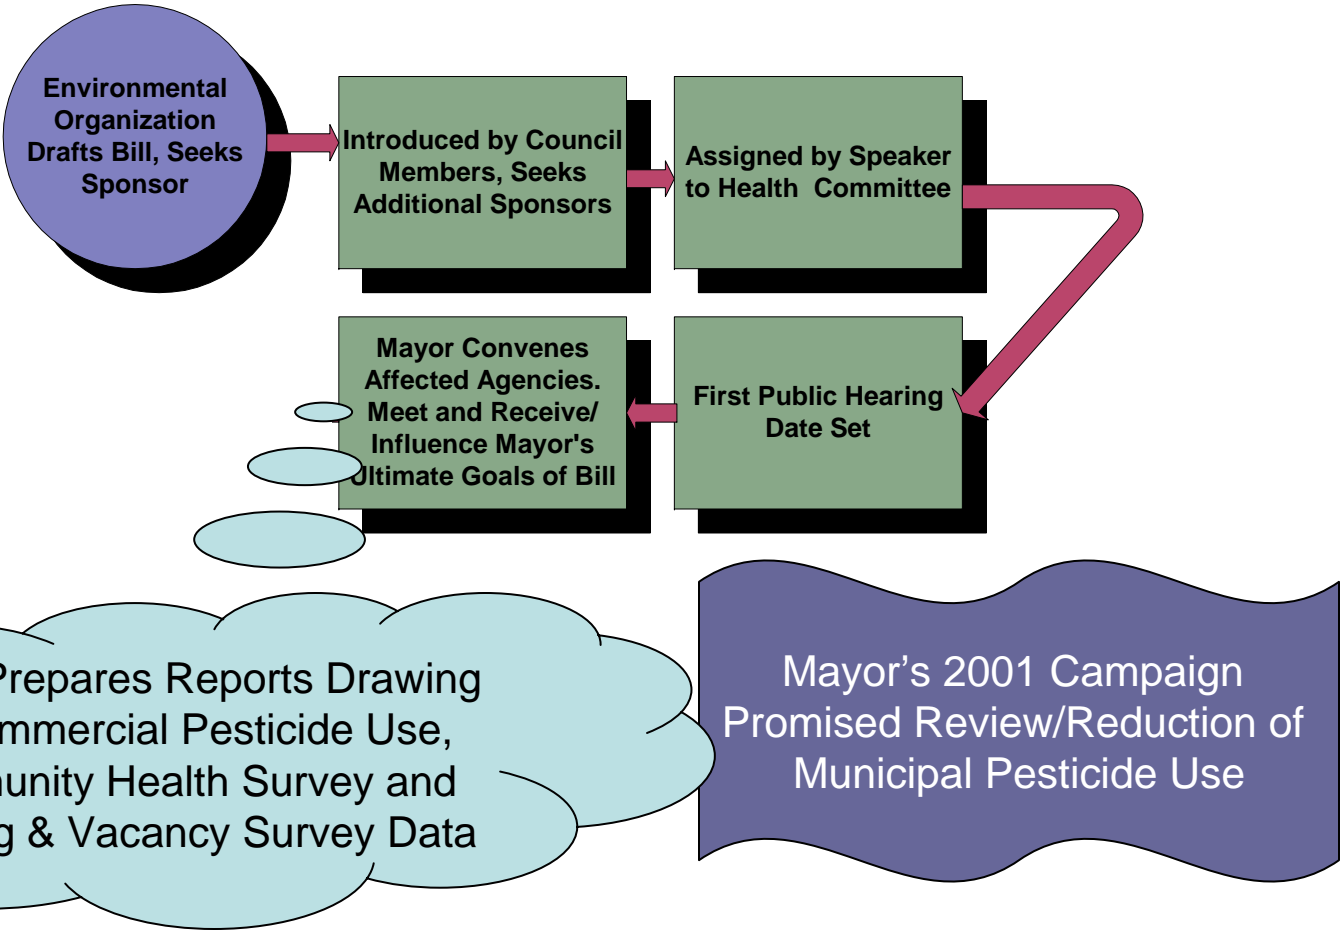 Environmental
Organization
Drafts Bill, Seeks
Sponsor
Introduced by Council
Members, Seeks
Additional Sponsors
Assigned by Speaker
to Health Committee
First Public Hearing
Date Set
Mayor Convenes
Affected Agencies.
Meet and Receive/
Influence Mayor's
Ultimate Goals of Bill
Prepares Reports Drawing
Pesticide Use,
Health Survey and
& Vacancy Survey Data
Mayor’s 2001 Campaign
Promised Review/Reduction of
Municipal Pesticide Use